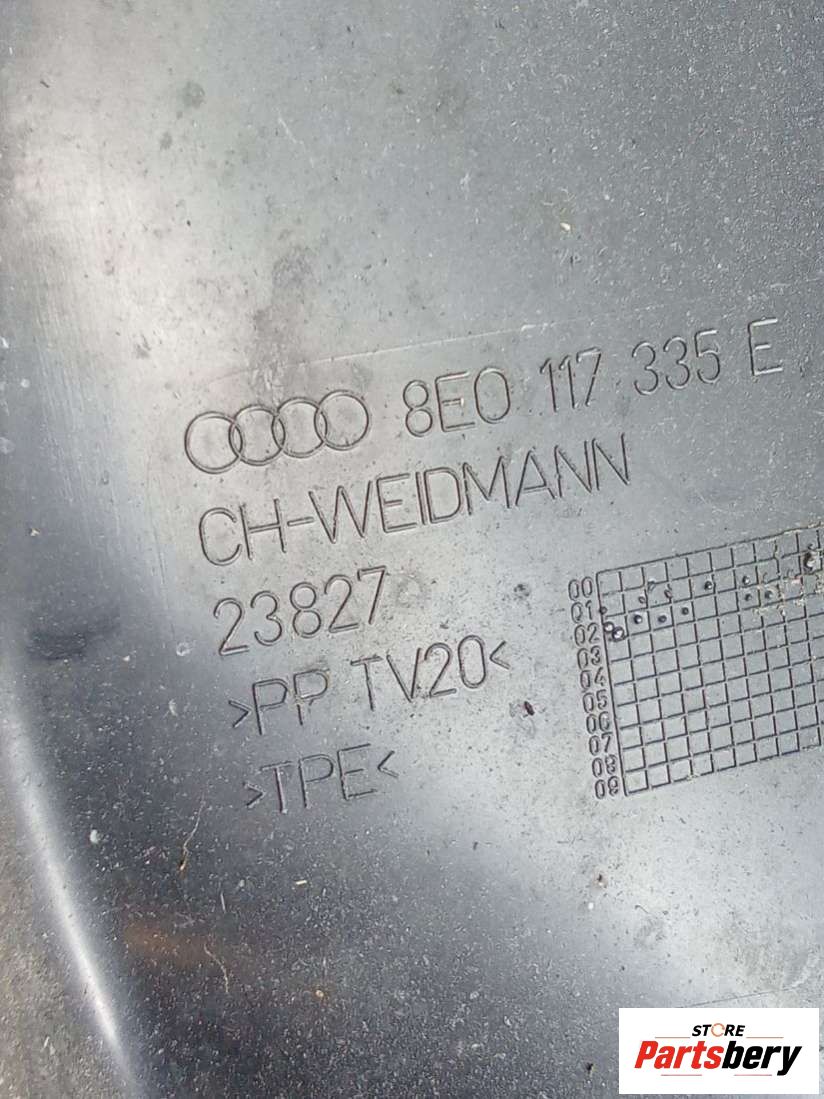 8E0 117 335 E
CH-WEIDMANN
23827
>PP TV20<
>TPE<
00
01
02
03
04
05
06
07
08
09
STORE
Partsbery